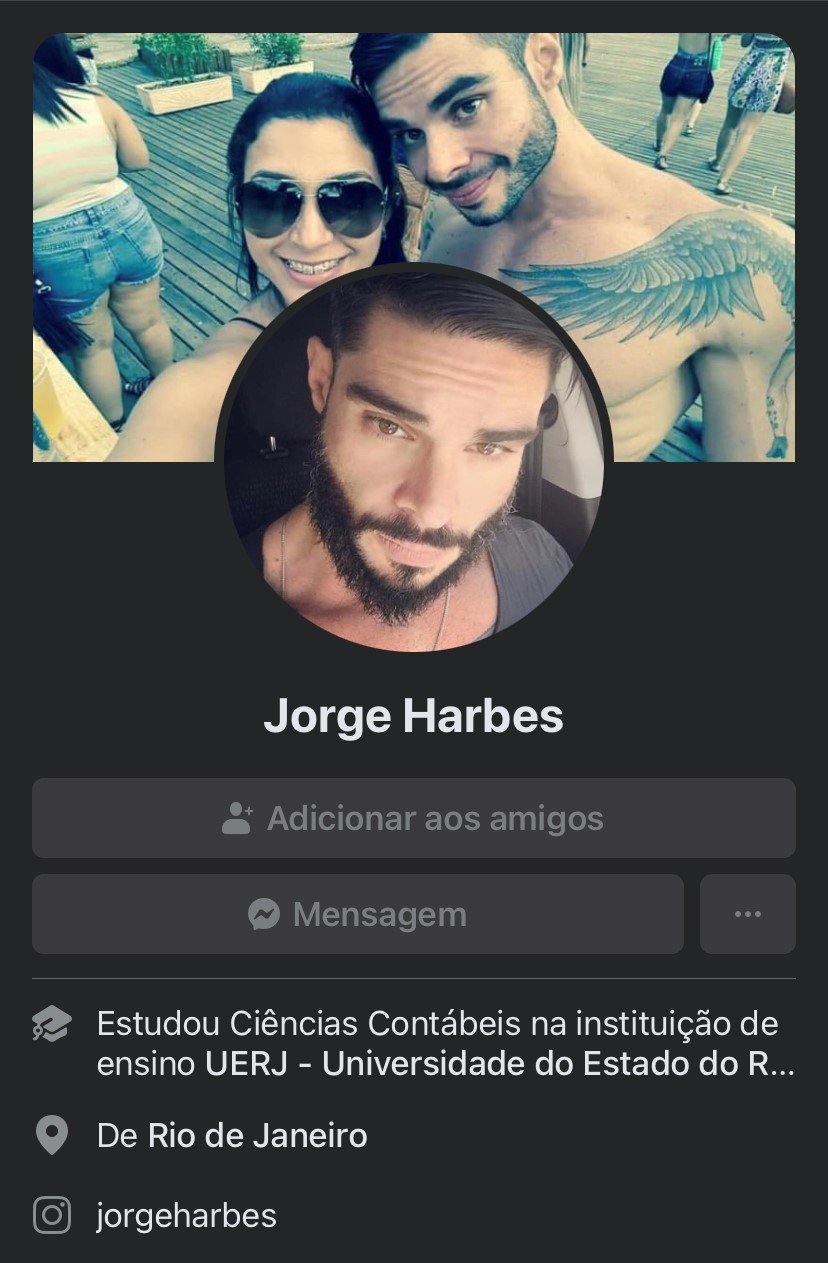 Jorge Harbes
Adicionar aos amigos
Mensagem
Estudou Ciências Contábeis na instituição de
ensino UERJ - Universidade do Estado do R...
De Rio de Janeiro
jorgeharbes